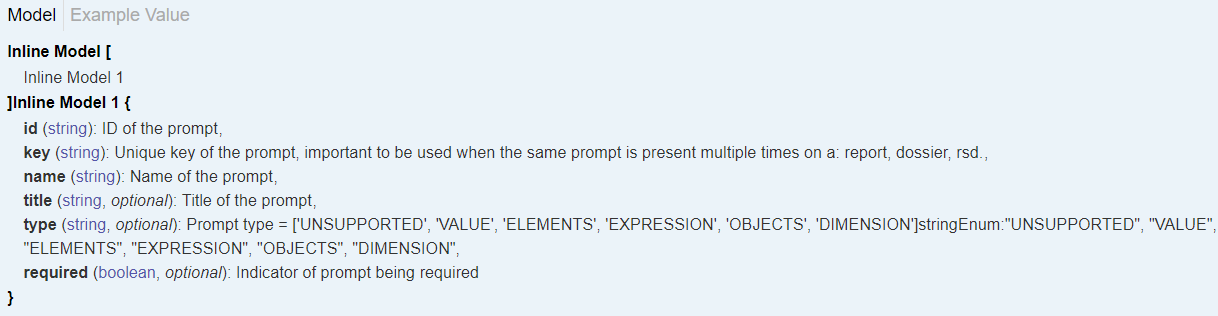 Model Example Value
Inline Model [
Inline Model 1
]Inline Model 1 {
id (string): ID of the prompt,
key (string): Unique key of the prompt, important to be used when the same prompt is present multiple times on a: report, dossier, rsd.,
name (string): Name of the prompt,
title (string, optional): Title of the prompt,
type (string, optional): Prompt type = ['UNSUPPORTED', 'VALUE', 'ELEMENTS', 'EXPRESSION', 'OBJECTS', 'DIMENSION']stringEnum:"UNSUPPORTED", "VALUE",
"ELEMENTS", "EXPRESSION", "OBJECTS", "DIMENSION",
required (boolean, optional): Indicator of prompt being required
}